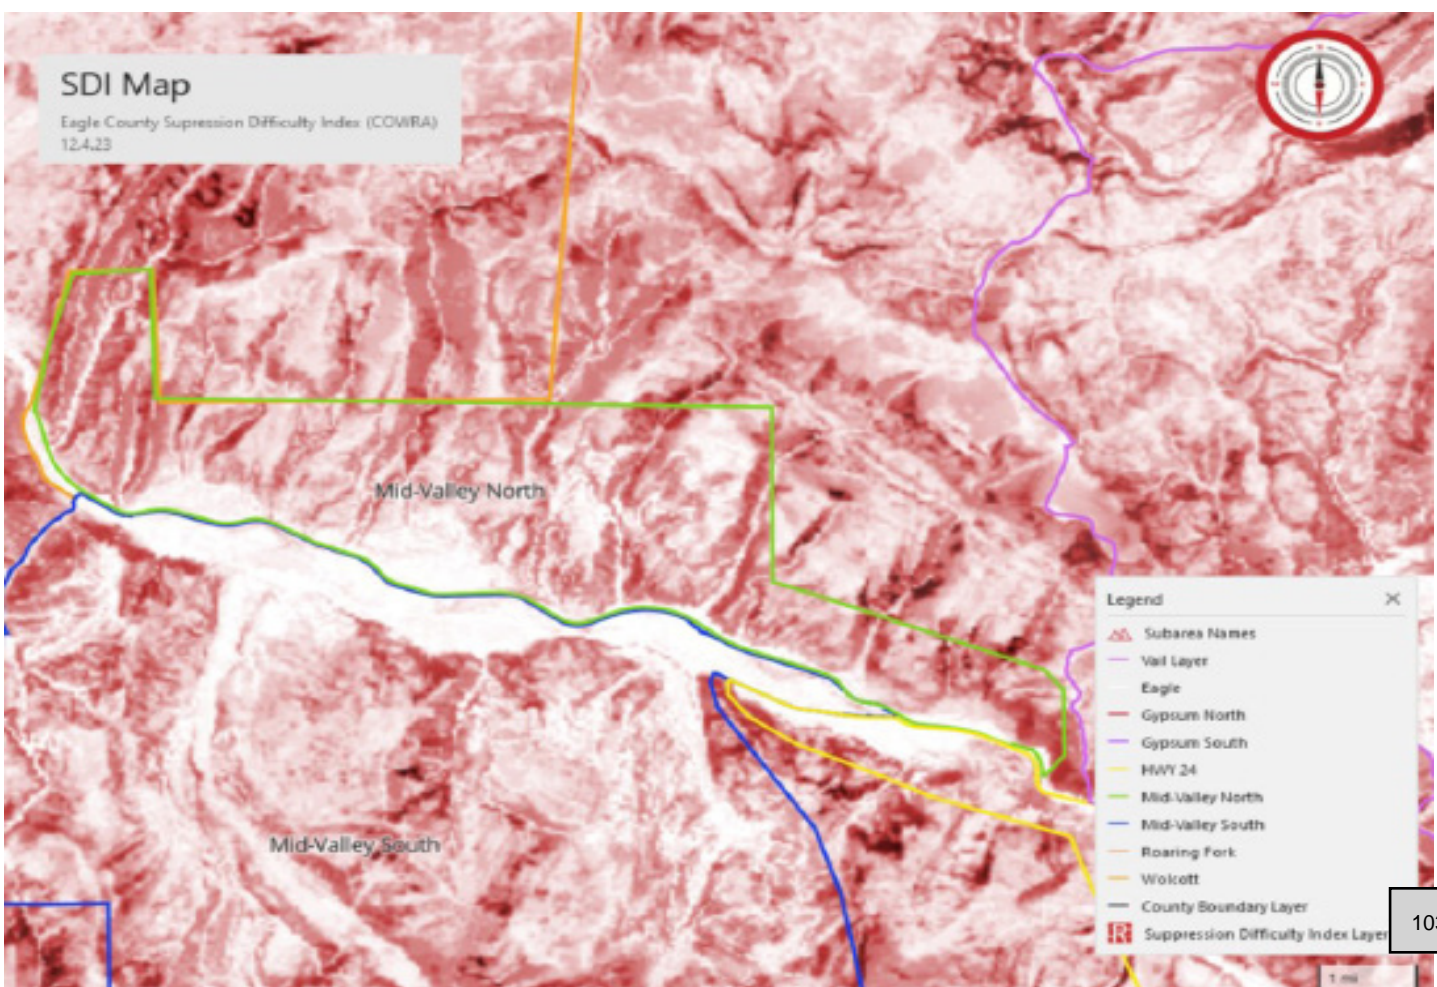 SDI Map
Eagle County Supression Difficulty Index (COWRA)
12.4.23
Mid-Valley North
Mid-Valley South
Legend
Subarea Names
Vail Layer
Eagle
Gypsum North
Gypsum South
HWY 24
Mid-Valley North
Mid-Valley South
Roaring Fork
Wolcott
County Boundary Layer
Suppression Difficulty Index Layer
103
1 mi